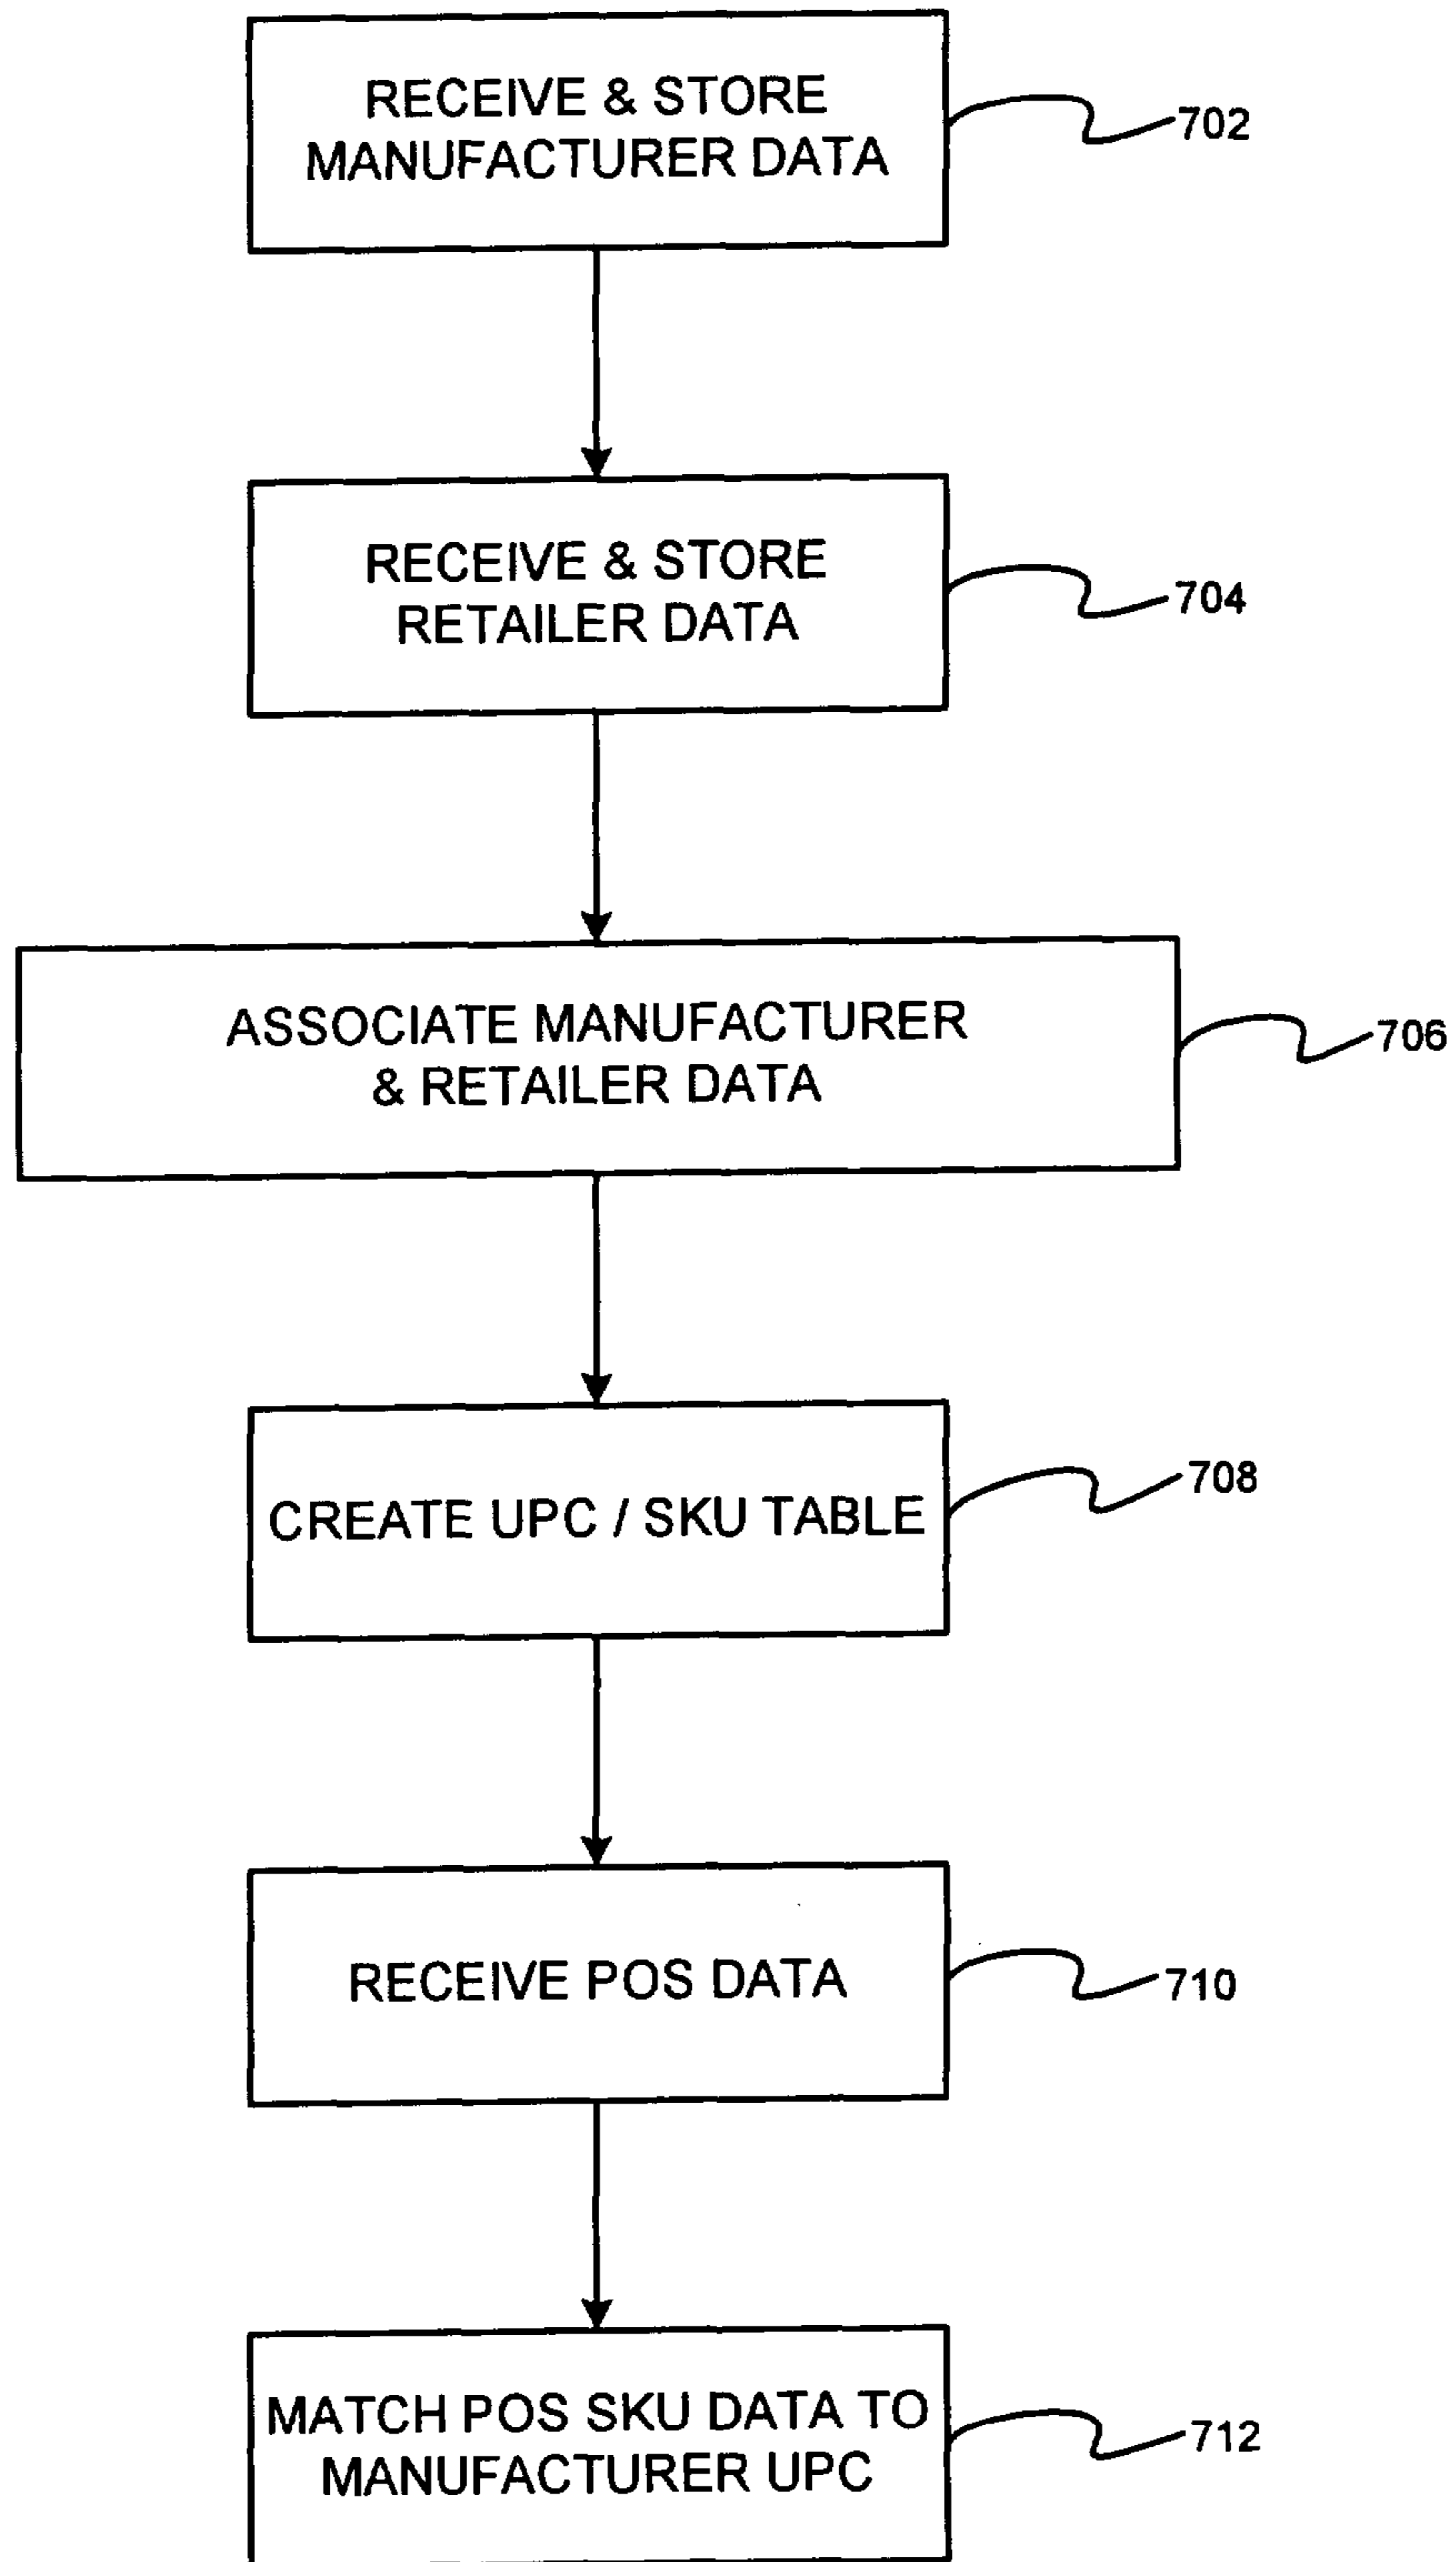 RECEIVE & STORE
MANUFACTURER DATA
702
RECEIVE & STORE
RETAILER DATA
704
ASSOCIATE MANUFACTURER
& RETAILER DATA
706
CREATE UPC / SKU TABLE
708
RECEIVE POS DATA
710
MATCH POS SKU DATA TO
MANUFACTURER UPC
712